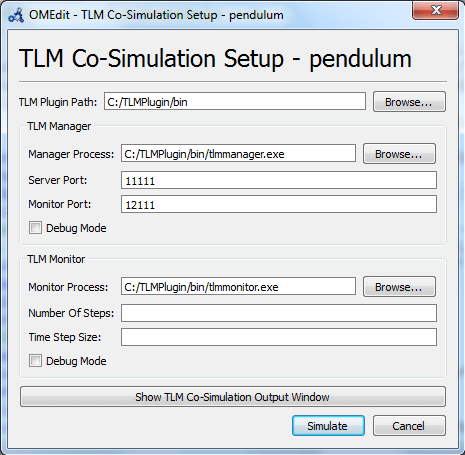 OMEdit - TLM Co-Simulation Setup - pendulum
TLM Co-Simulation Setup - pendulum
TLM Plugin Path: C:/TLMPlugin/bin Browse...
TLM Manager
Manager Process: C:/TLMPlugin/bin/tlmmanager.exe Browse...
Server Port: 11111
Monitor Port: 12111
Debug Mode
TLM Monitor
Monitor Process: C:/TLMPlugin/bin/tlmmonitor.exe Browse...
Number Of Steps:
Time Step Size:
Debug Mode
Show TLM Co-Simulation Output Window
Simulate Cancel